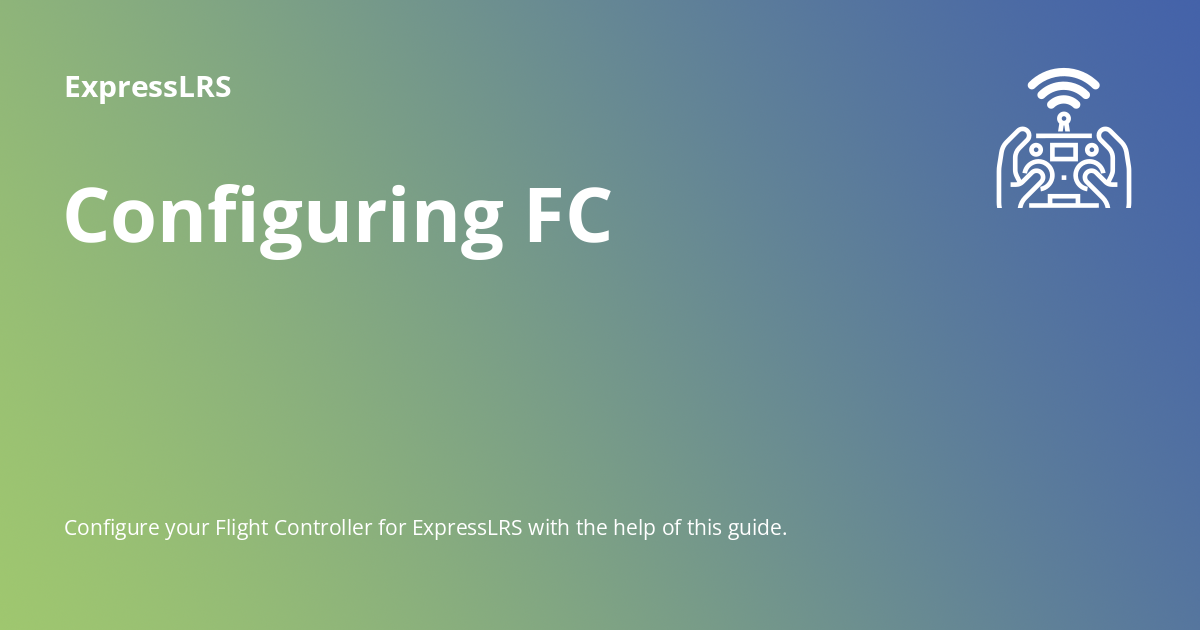 ExpressLRS
Configuring FC
Configure your Flight Controller for ExpressLRS with the help of this guide.